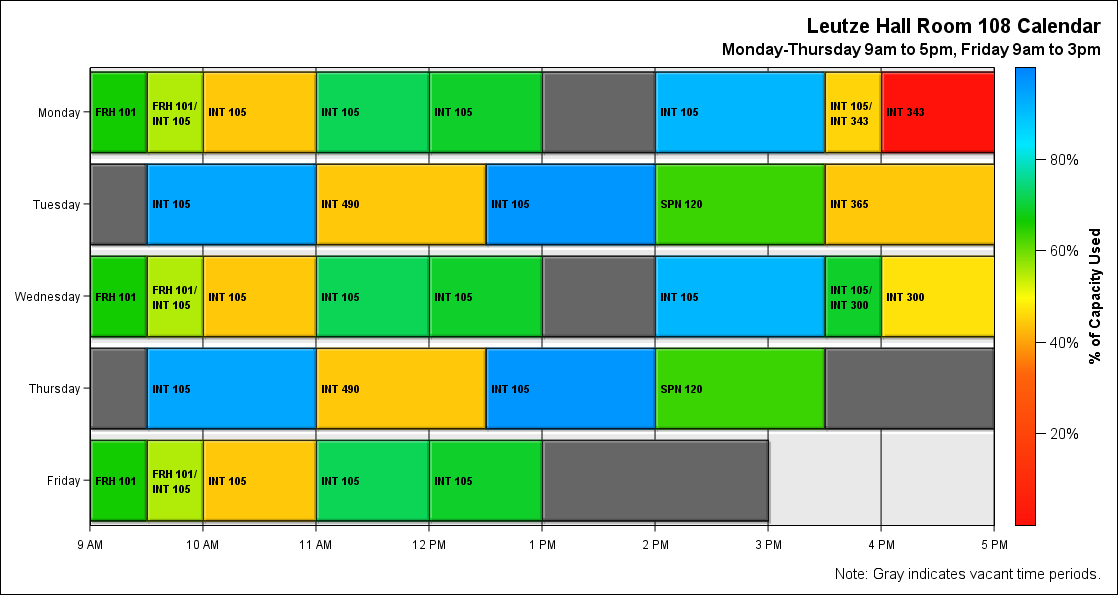 Leutze Hall Room 108 Calendar
Monday-Thursday 9am to 5pm, Friday 9am to 3pm
Monday
FRH 101
FRH 101/
INT 105
INT 105
INT 105
INT 105
INT 105
INT 105/
INT 343
INT 343
Tuesday
INT 105
INT 490
INT 105
SPN 120
INT 365
Wednesday
FRH 101
FRH 101/
INT 105
INT 105
INT 105
INT 105
INT 105
INT 105/
INT 300
INT 300
Thursday
INT 105
INT 490
INT 105
SPN 120
Friday
FRH 101
FRH 101/
INT 105
INT 105
INT 105
INT 105
9 AM
10 AM
11 AM
12 PM
1 PM
2 PM
3 PM
4 PM
5 PM
80%
60%
40%
20%
% of Capacity Used
Note: Gray indicates vacant time periods.